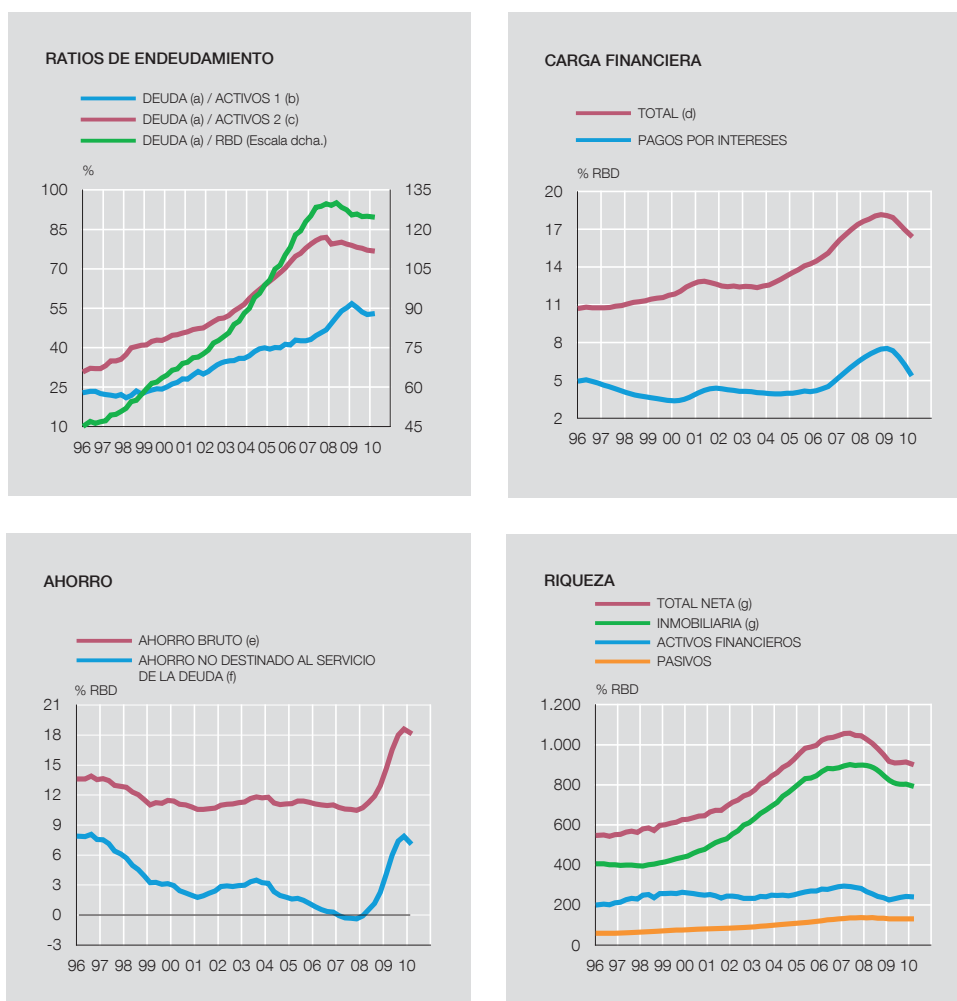 RATIOS DE ENDEUDAMIENTO
DEUDA (a) / ACTIVOS 1 (b)
DEUDA (a) / ACTIVOS 2 (c)
DEUDA (a) / RBD (Escala dcha.)
%
100
85
70
55
40
25
10
135
120
105
90
75
60
45
96 97 98 99 00 01 02 03 04 05 06 07 08 09 10
CARGA FINANCIERA
TOTAL (d)
PAGOS POR INTERESES
% RBD
20
17
14
11
8
5
2
96 97 98 99 00 01 02 03 04 05 06 07 08 09 10
AHORRO
AHORRO BRUTO (e)
AHORRO NO DESTINADO AL SERVICIO
DE LA DEUDA (f)
% RBD
21
18
15
12
9
6
3
0
-3
96 97 98 99 00 01 02 03 04 05 06 07 08 09 10
RIQUEZA
TOTAL NETA (g)
INMOBILIARIA (g)
ACTIVOS FINANCIEROS
PASIVOS
% RBD
1.200
1.000
800
600
400
200
0
96 97 98 99 00 01 02 03 04 05 06 07 08 09 10